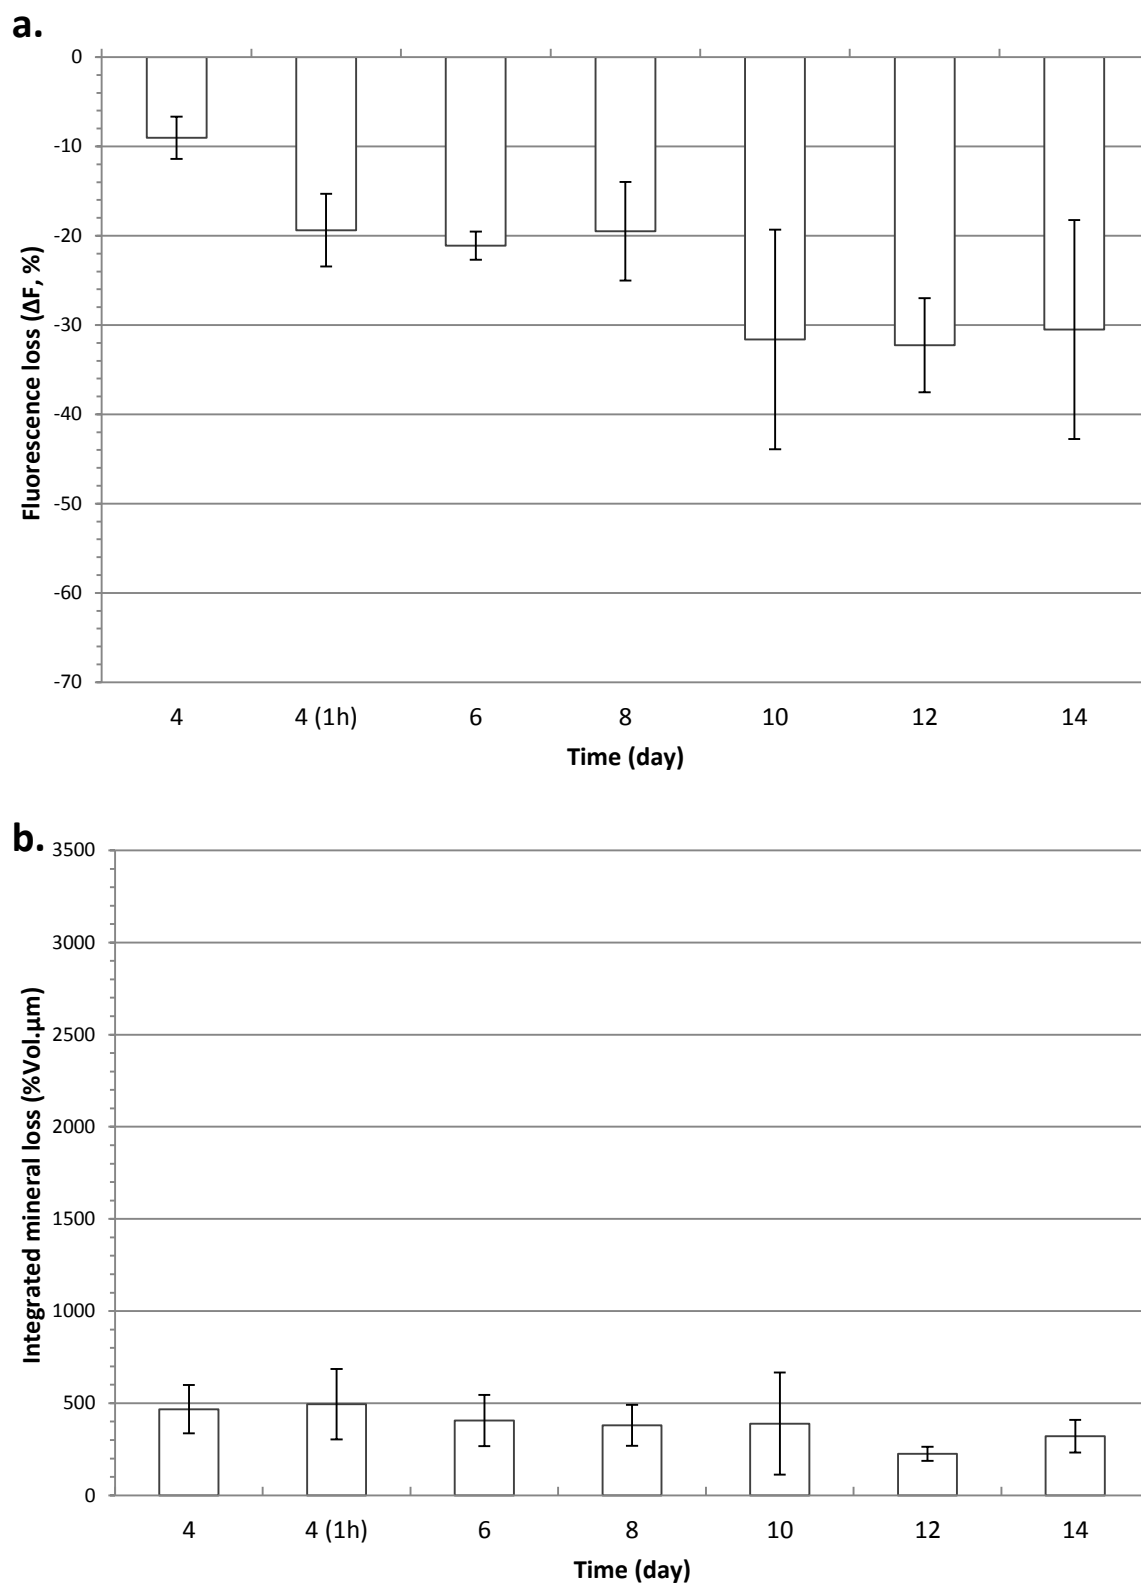 a.
0
-10
-20
-30
-40
-50
-60
-70
Fluorescence loss (ΔF, %)
4 4 (1h) 6 8 10 12 14
Time (day)
b.
3500
3000
2500
2000
1500
1000
500
0
Integrated mineral loss (%Vol.µm)
4 4 (1h) 6 8 10 12 14
Time (day)